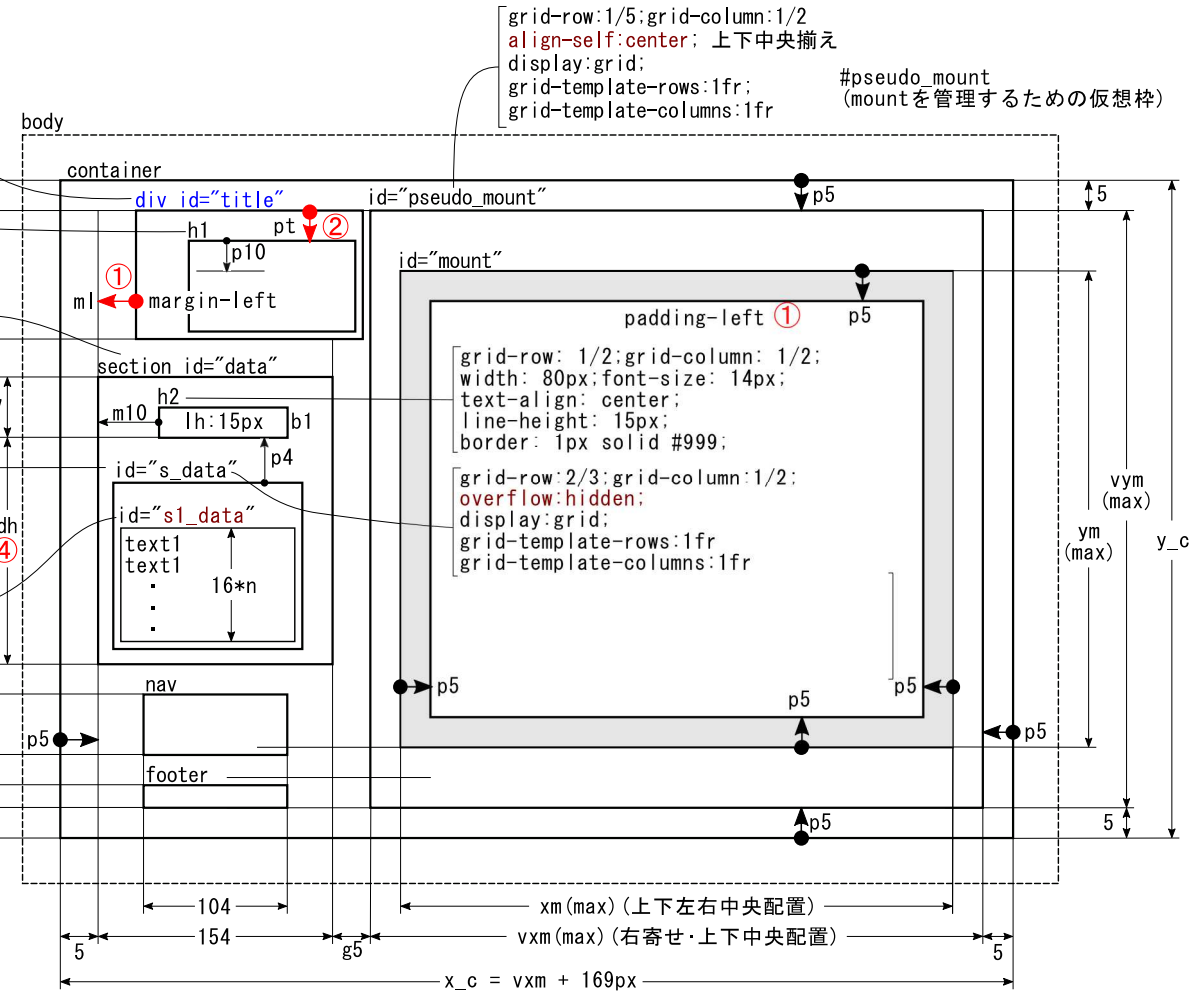 grid-row:1/5;grid-column:1/2
align-self:center; 上下中央揃え
display:grid;
grid-template-rows:1fr;
grid-template-columns:1fr
#pseudo_mount
(mountを管理するための仮想枠)
body
container
div id="title"
id="pseudo_mount"
p5
5
h1
pt
②
p10
①
ml
margin-left
id="mount"
p5
padding-left ①
grid-row: 1/2;grid-column: 1/2;
width: 80px;font-size: 14px;
text-align: center;
line-height: 15px;
border: 1px solid #999;
section id="data"
h2
m10
lh:15px
b1
p4
id="s_data"
grid-row:2/3;grid-column:1/2;
overflow:hidden;
display:grid;
grid-template-rows:1fr
grid-template-columns:1fr
id="s1_data"
dh
④
text1
text1
・
・
・
16*n
vym
(max)
ym
(max)
y_c
nav
p5
p5
p5
p5
p5
footer
p5
5
104
xm(max)(上下左右中央配置)
154
vxm(max)(右寄せ・上下中央配置)
5
g5
5
x_c = vxm + 169px